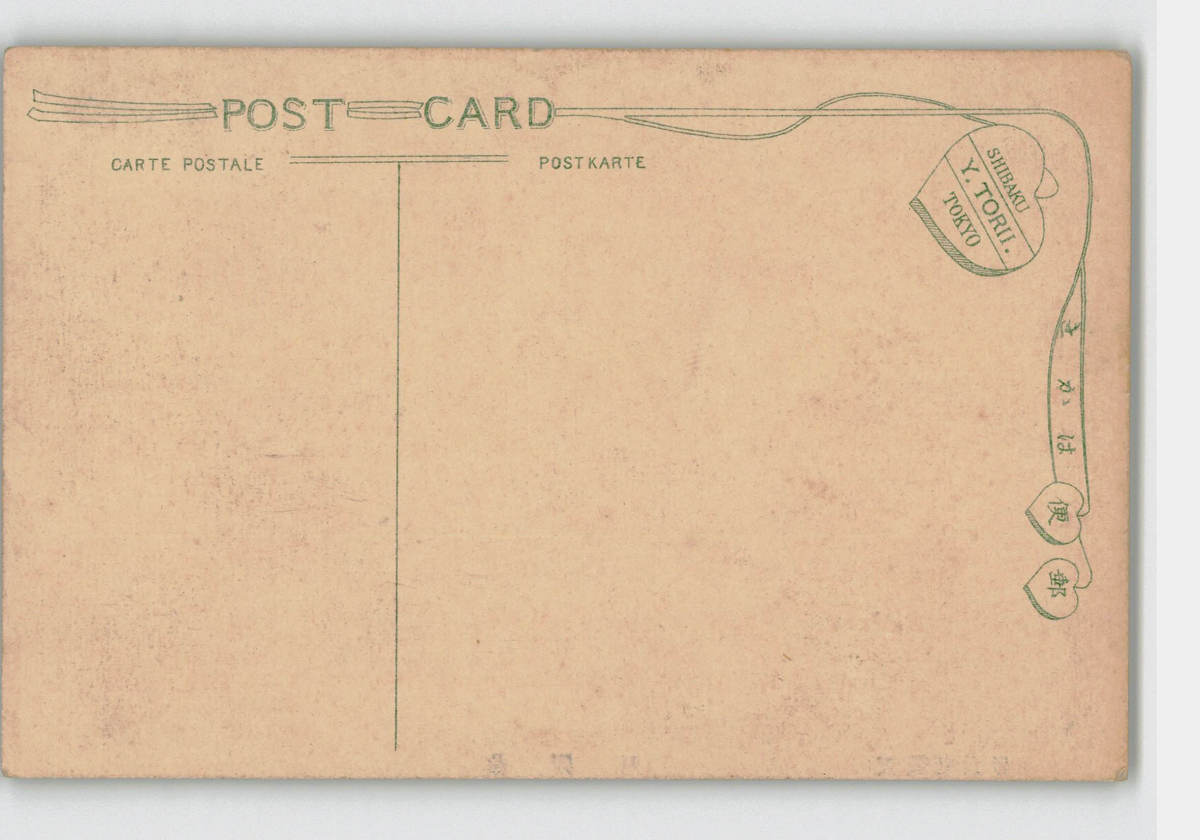 POST CARD
CARTE POSTALE
POSTKARTE
SHIBAKU
Y. TORII.
TOKYO
郵便はかき